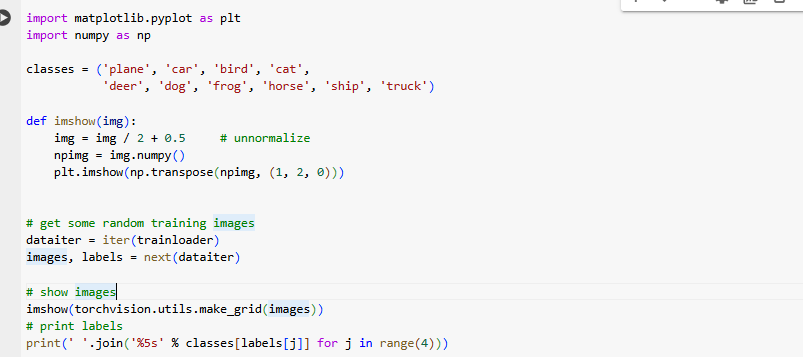 import matplotlib.pyplot as plt
import numpy as np

classes = ('plane', 'car', 'bird', 'cat',
           'deer', 'dog', 'frog', 'horse', 'ship', 'truck')

def imshow(img):
    img = img / 2 + 0.5     # unnormalize
    npimg = img.numpy()
    plt.imshow(np.transpose(npimg, (1, 2, 0)))


# get some random training images
dataiter = iter(trainloader)
images, labels = next(dataiter)

# show images
imshow(torchvision.utils.make_grid(images))
# print labels
print(' '.join('%5s' % classes[labels[j]] for j in range(4)))